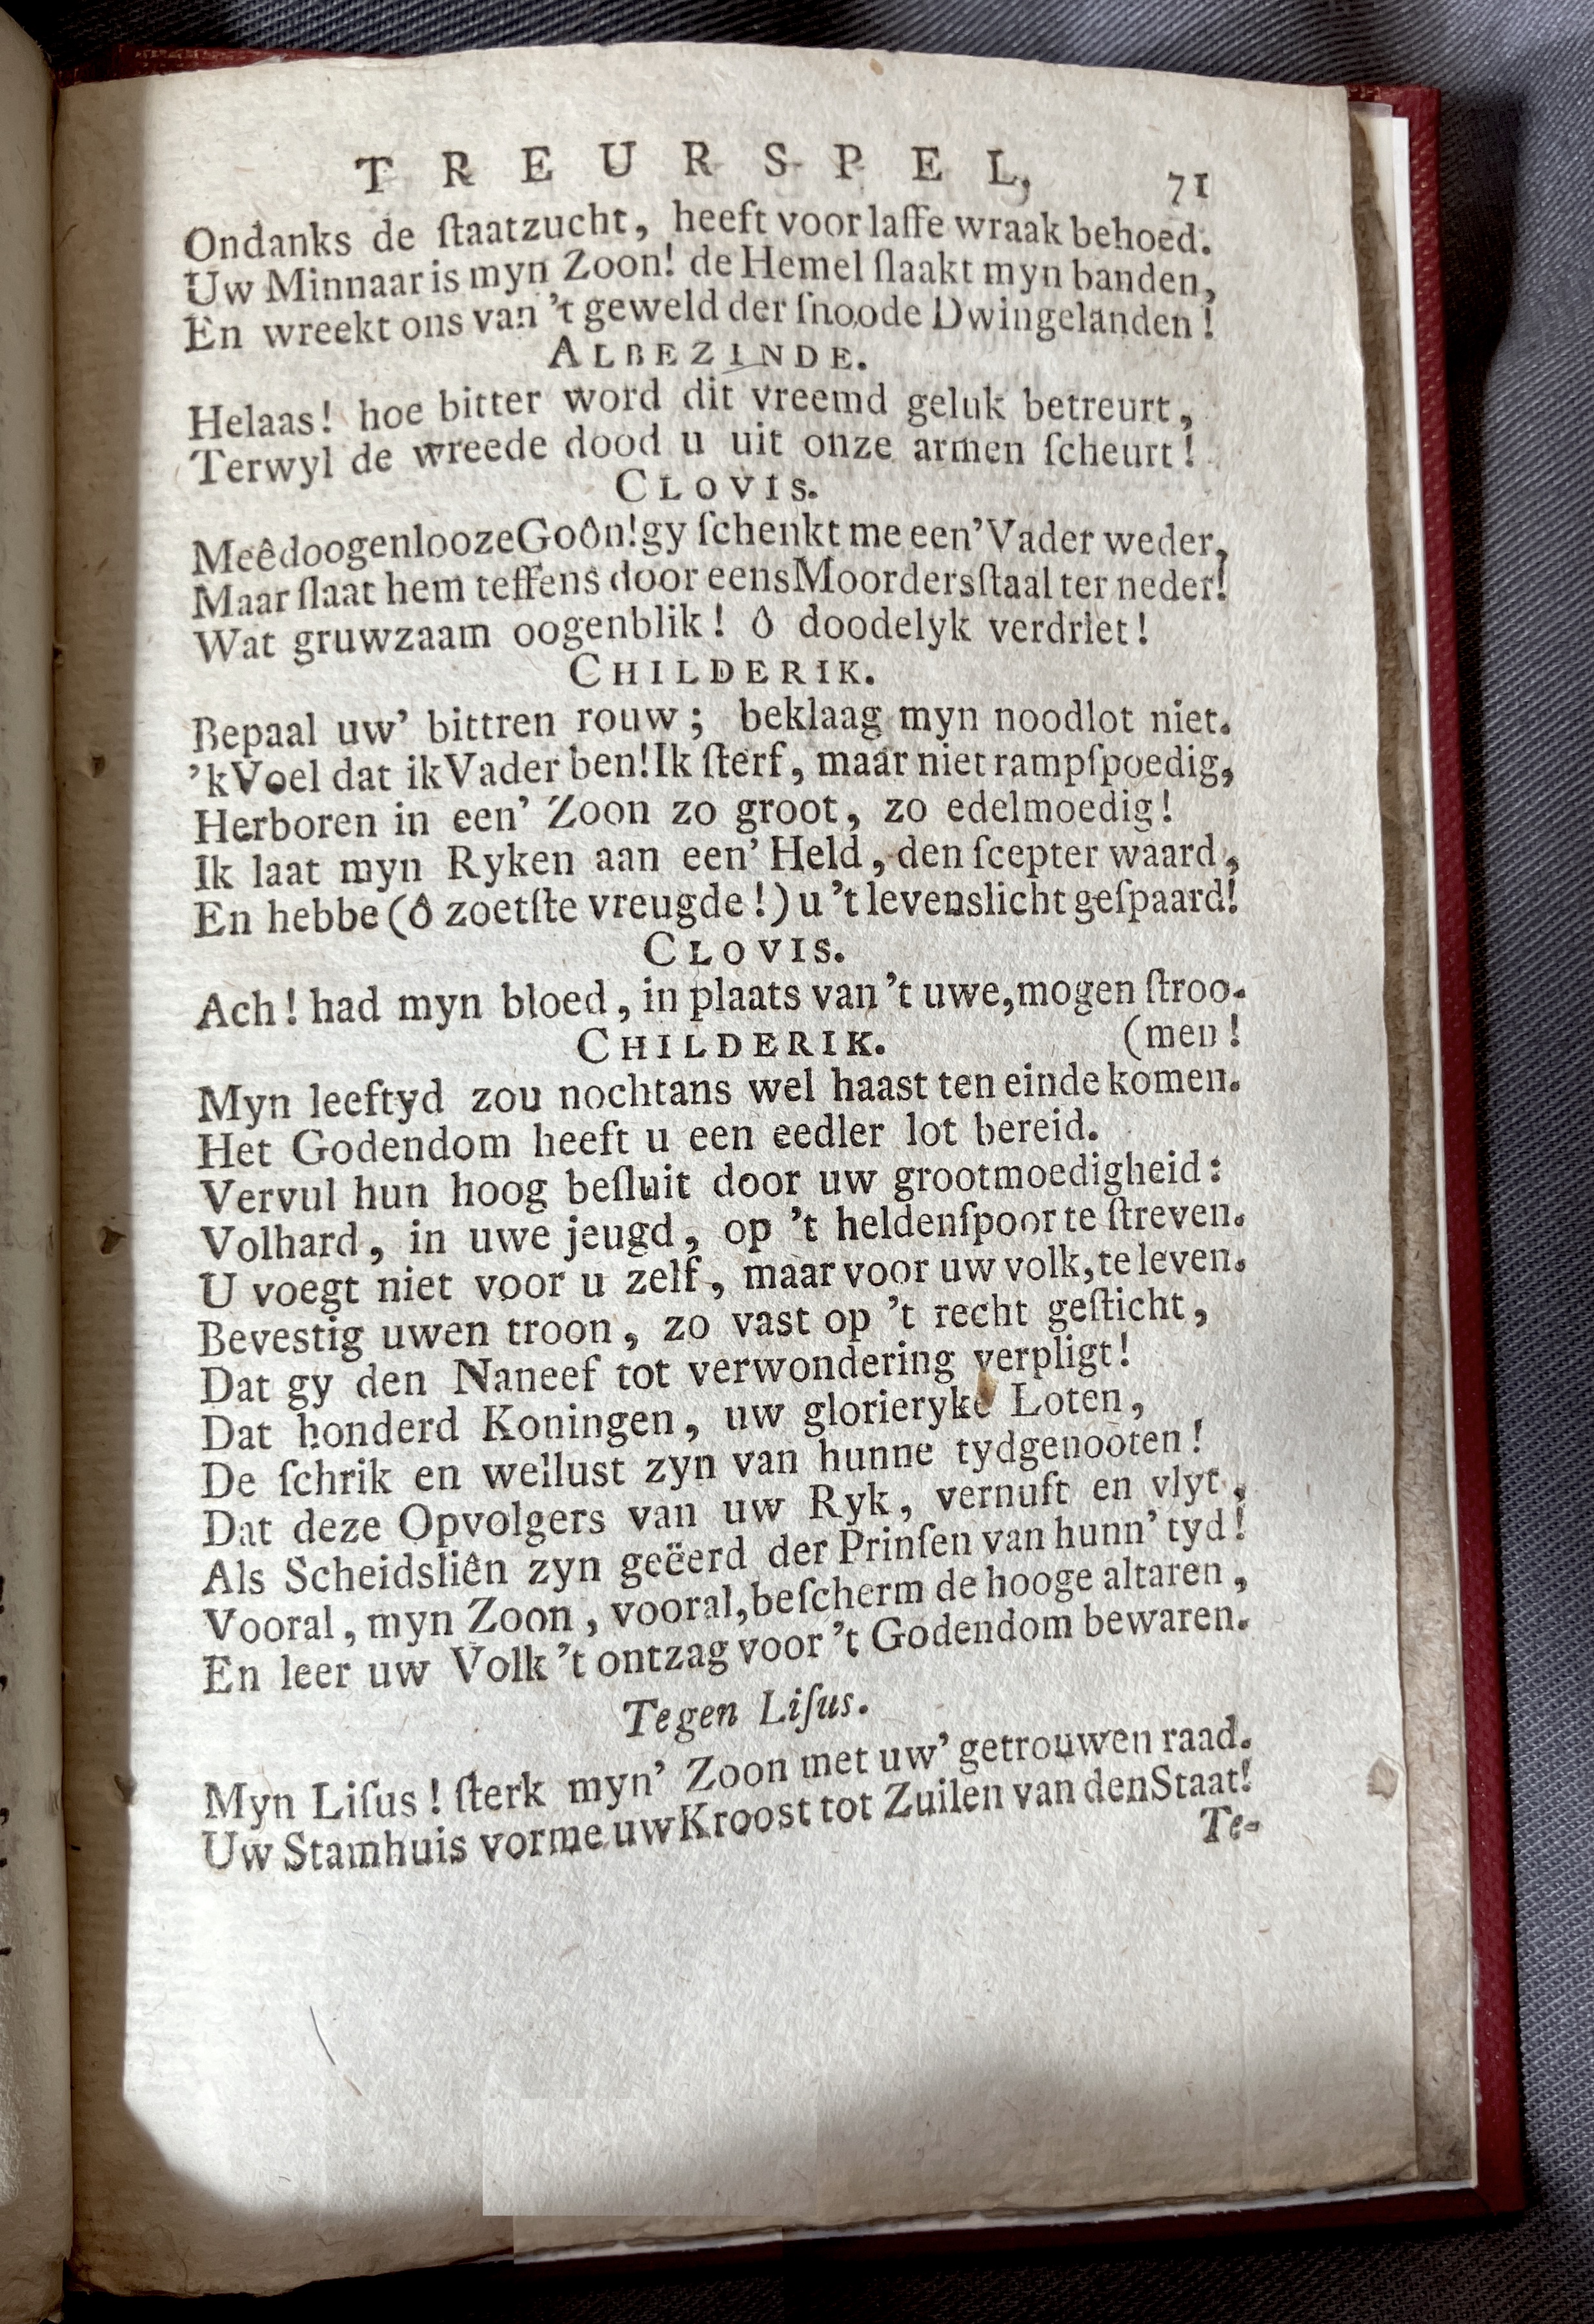 TREURSPEL, 71
Ondanks de ſtaatzucht, heeft voor laffe wraak behoed.
Uw Minnaar is myn Zoon! de Hemel ſlaakt myn banden,
En wreekt ons van 't geweld der ſnoode Dwingelanden!
ALBEZINDE.
Helaas! hoe bitter word dit vreemd geluk betreurt,
Terwyl de wreede dood u uit onze armen ſcheurt!
CLOVIS.
Meêdoogenlooze Goôn! gy ſchenkt me een' Vader weder,
Maar ſlaat hem teffens door eens Moorders ſtaal ter neder!
Wat gruwzaam oogenblik! ô doodelyk verdriet!
CHILDERIK.
Bepaal uw' bittren rouw; beklaag myn noodlot niet.
'k Voel dat ik Vader ben! Ik ſterf, maar niet rampſpoedig,
Herboren in een' Zoon zo groot, zo edelmoedig!
Ik laat myn Ryken aan een' Held, den ſcepter waard,
En hebbe (ô zoetſte vreugde!) u 't levenslicht geſpaard!
CLOVIS.
Ach! had myn bloed, in plaats van 't uwe, mogen ſtroo-
CHILDERIK. (men!
Myn leeftyd zou nochtans wel haast ten einde komen.
Het Godendom heeft u een eedler lot bereid.
Vervul hun hoog beſluit door uw grootmoedigheid:
Volhard, in uwe jeugd, op 't heldenſpoor te ſtreven.
U voegt niet voor u zelf, maar voor uw volk, te leven.
Bevestig uwen troon, zo vast op 't recht geſticht,
Dat gy den Naneef tot verwondering verpligt!
Dat honderd Koningen, uw glorieryke Loten,
De ſchrik en wellust zyn van hunne tydgenooten!
Dat deze Opvolgers van uw Ryk, vernuft en vlyt,
Als Scheidsliên zyn geëerd der Prinſen van hunn' tyd!
Vooral, myn Zoon, vooral, beſcherm de hooge altaren,
En leer uw Volk 't ontzag voor 't Godendom bewaren.
Tegen Liſus.
Myn Liſus! ſterk myn' Zoon met uw' getrouwen raad.
Uw Stamhuis vorme uw Kroost tot Zuilen van den Staat!
Te-